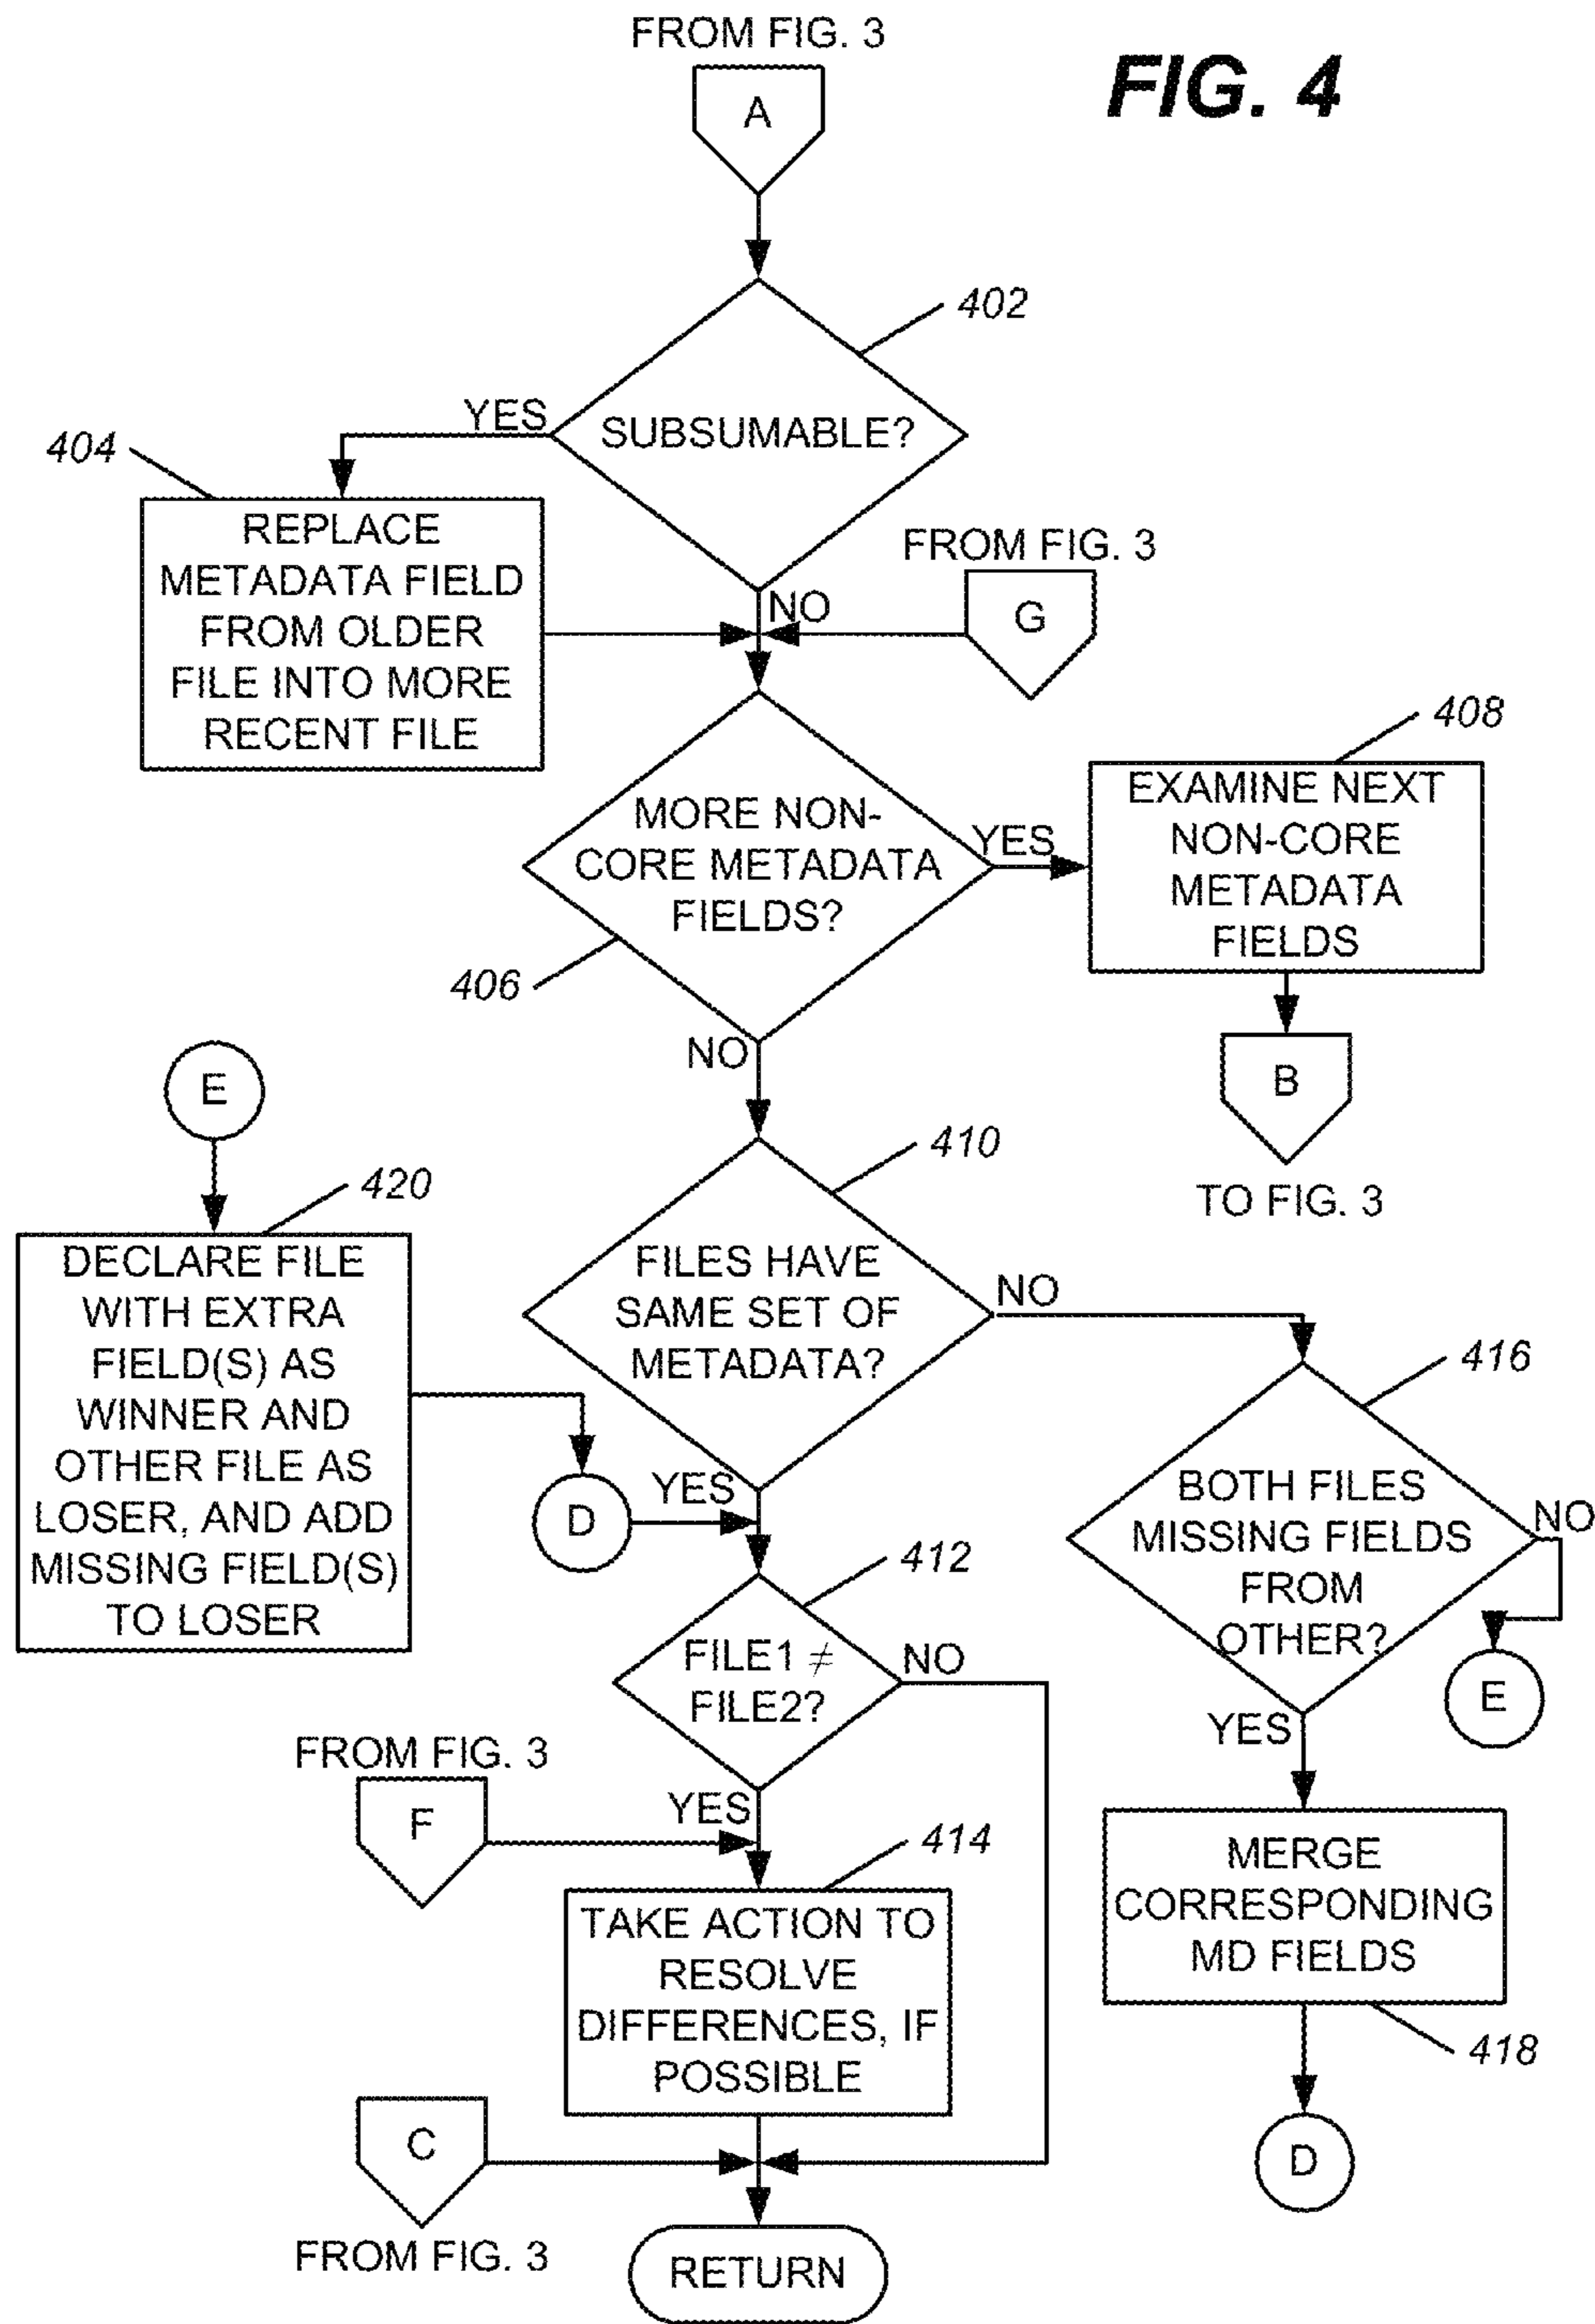 FROM FIG. 3
FIG. 4
A
402
SUBSUMABLE?
YES
404
REPLACE
METADATA FIELD
FROM OLDER
FILE INTO MORE
RECENT FILE
NO
FROM FIG. 3
G
408
MORE NON-
CORE METADATA
FIELDS?
YES
406
EXAMINE NEXT
NON-CORE
METADATA
FIELDS
NO
B
TO FIG. 3
E
420
DECLARE FILE
WITH EXTRA
FIELD(S) AS
WINNER AND
OTHER FILE AS
LOSER, AND ADD
MISSING FIELD(S)
TO LOSER
410
FILES HAVE
SAME SET OF
METADATA?
NO
416
D
YES
BOTH FILES
MISSING FIELDS
FROM
OTHER?
NO
E
YES
412
FILE1 ≠
FILE2?
NO
FROM FIG. 3
F
YES
414
TAKE ACTION TO
RESOLVE
DIFFERENCES, IF
POSSIBLE
MERGE
CORRESPONDING
MD FIELDS
418
D
C
FROM FIG. 3
RETURN